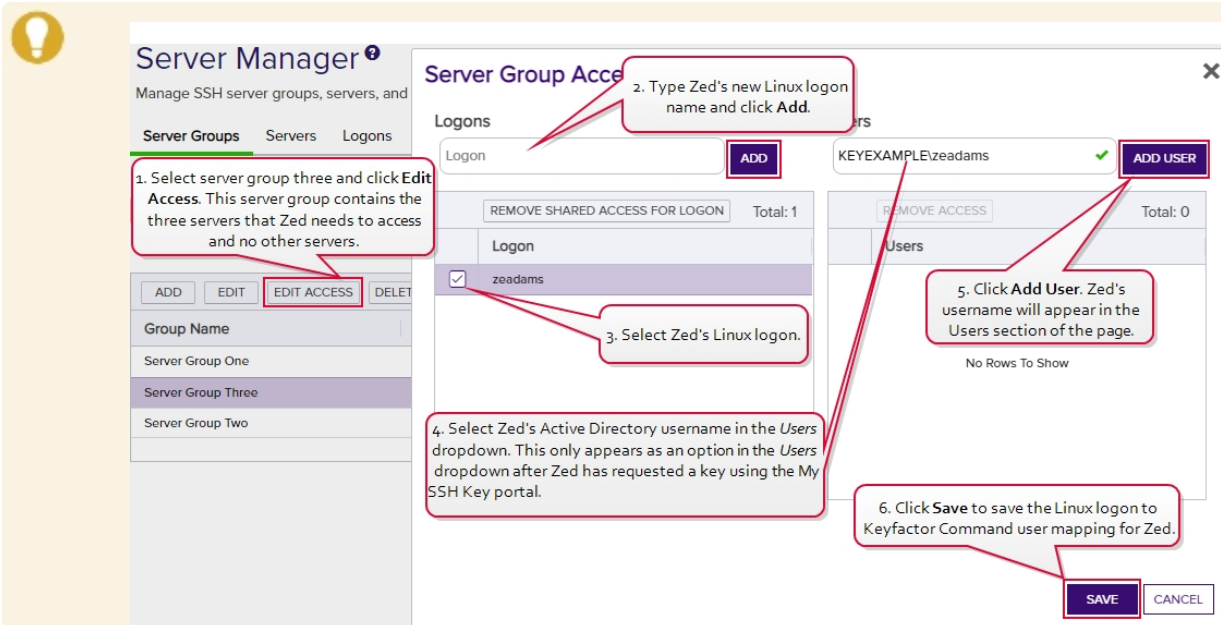 Server Manager ?
Manage SSH server groups, servers, and
Server Groups
Servers
Logons
1. Select server group three and click Edit
Access. This server group contains the
three servers that Zed needs to access
and no other servers.
ADD
EDIT
EDIT ACCESS
DELET
Group Name
Server Group One
Server Group Three
Server Group Two
Server Group Acce
2. Type Zed's new Linux logon
name and click Add.
Logons
Logon
ADD
REMOVE SHARED ACCESS FOR LOGON
Total: 1
Logon
zeadams
3. Select Zed's Linux logon.
4. Select Zed's Active Directory username in the Users
dropdown. This only appears as an option in the Users
dropdown after Zed has requested a key using the My
SSH Key portal.
ers
KEYEXAMPLE\zeadams
ADD USER
REMOVE ACCESS
Total: 0
Users
5. Click Add User. Zed's
username will appear in the
Users section of the page.
No Rows To Show
6. Click Save to save the Linux logon to
Keyfactor Command user mapping for Zed.
SAVE
CANCEL